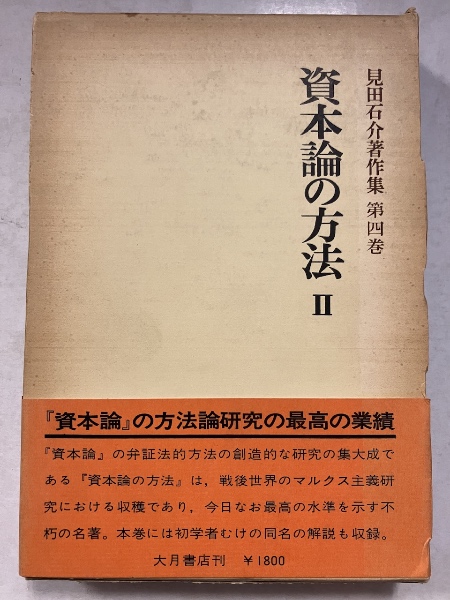 見田石介著作集 第四巻
資本論の方法 II
『資本論』の方法論研究の最高の業績
『資本論』の弁証法的方法の創造的な研究の集大成で
ある『資本論の方法』は，戦後世界のマルクス主義研
究における収穫であり，今日なお最高の水準を示す不
朽の名著。本巻には初学者むけの同名の解説も収録。
大月書店刊 ￥1800